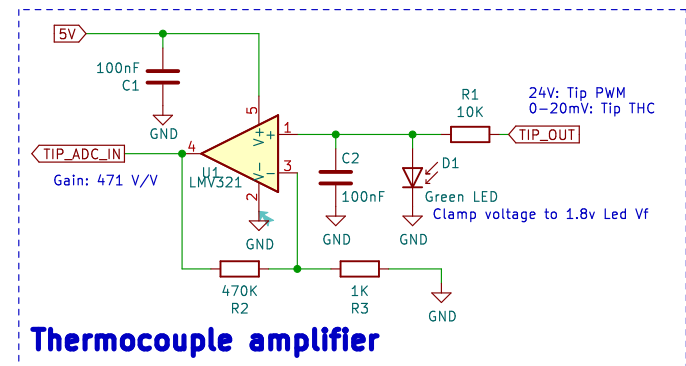 5V
100nF
C1
GND
5
V+
+
1
4
TIP_ADC_IN
U1
LMV321
V-
-
3
2
GND
Gain: 471 V/V
C2
100nF
GND
D1
Green LED
GND
Clamp voltage to 1.8v Led Vf
R1
10K
TIP_OUT
24V: Tip PWM
0-20mV: Tip THC
470K
R2
1K
R3
GND
Thermocouple amplifier